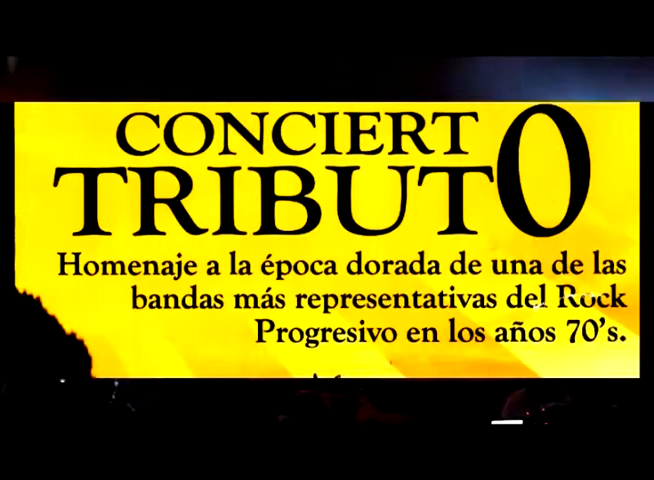 CONCIERTO
TRIBUTO
Homenaje a la época dorada de una de las
bandas más representativas del Rock
Progresivo en los años 70's.